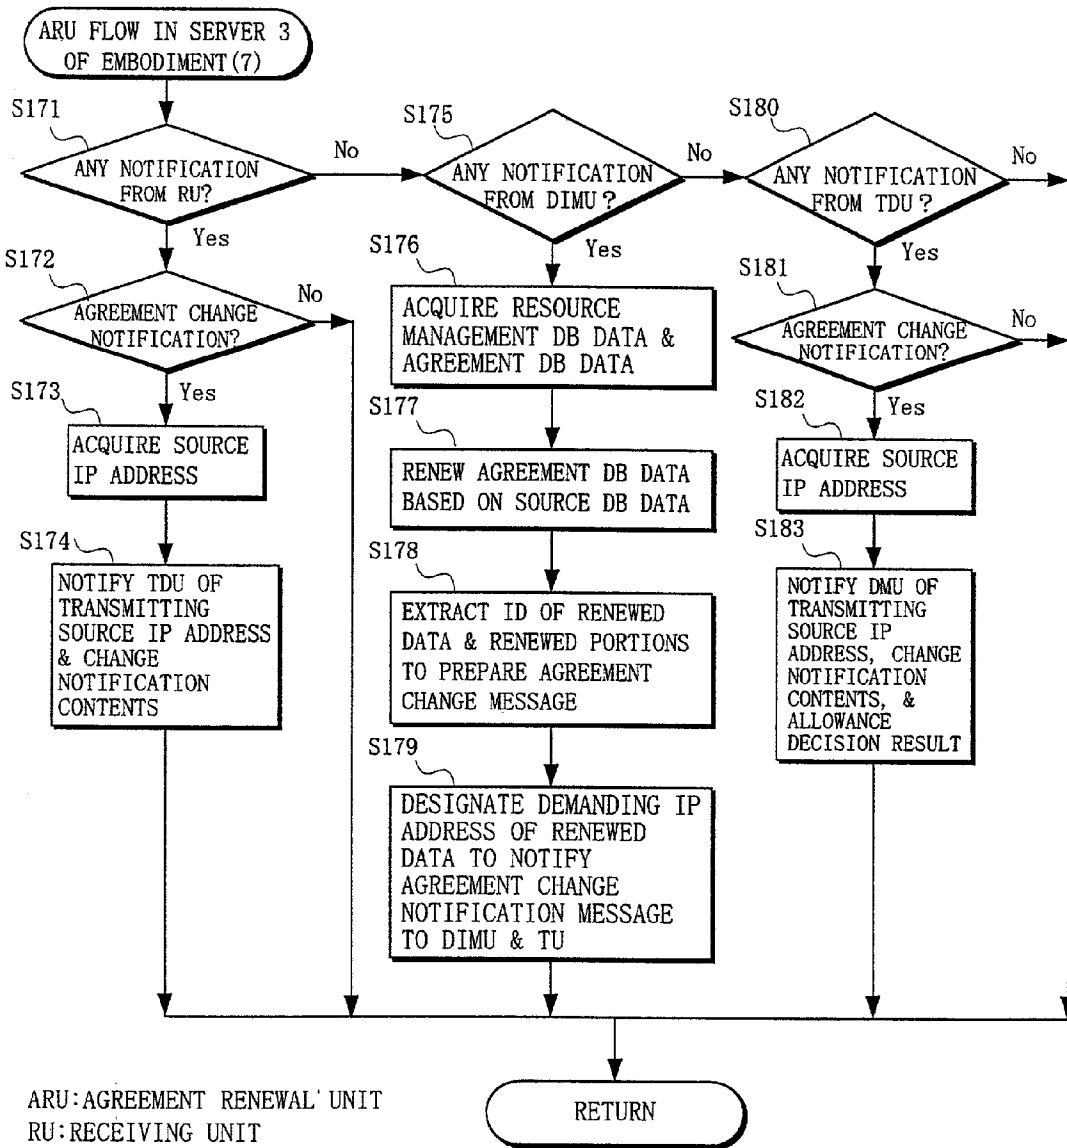 ARU FLOW IN SERVER 3
OF EMBODIMENT(7)
S171
ANY NOTIFICATION
FROM RU?
No
Yes
S172
AGREEMENT CHANGE
NOTIFICATION?
No
Yes
S173
ACQUIRE SOURCE
IP ADDRESS
S174
NOTIFY TDU OF
TRANSMITTING
SOURCE IP ADDRESS
& CHANGE
NOTIFICATION
CONTENTS
S175
ANY NOTIFICATION
FROM DIMU?
No
Yes
S176
ACQUIRE RESOURCE
MANAGEMENT DB DATA &
AGREEMENT DB DATA
S177
RENEW AGREEMENT DB DATA
BASED ON SOURCE DB DATA
S178
EXTRACT ID OF RENEWED
DATA & RENEWED PORTIONS
TO PREPARE AGREEMENT
CHANGE MESSAGE
S179
DESIGNATE DEMANDING IP
ADDRESS OF RENEWED
DATA TO NOTIFY
AGREEMENT CHANGE
NOTIFICATION MESSAGE
TO DIMU & TU
S180
ANY NOTIFICATION
FROM TDU?
No
Yes
S181
AGREEMENT CHANGE
NOTIFICATION?
No
Yes
S182
ACQUIRE SOURCE
IP ADDRESS
S183
NOTIFY DMU OF
TRANSMITTING
SOURCE IP
ADDRESS, CHANGE
NOTIFICATION
CONTENTS, &
ALLOWANCE
DECISION RESULT
RETURN
ARU:AGREEMENT RENEWAL UNIT
RU:RECEIVING UNIT